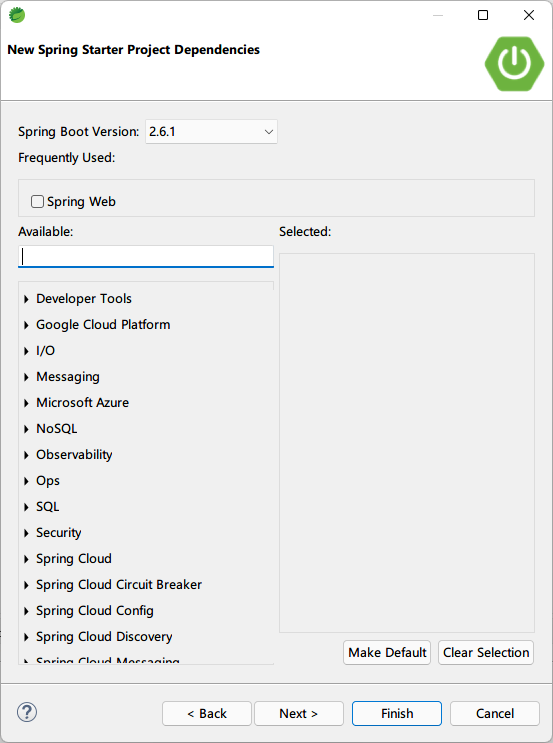 New Spring Starter Project Dependencies
Spring Boot Version: 2.6.1
Frequently Used:
Spring Web
Available: Selected:
Developer Tools
Google Cloud Platform
I/O
Messaging
Microsoft Azure
NoSQL
Observability
Ops
SQL
Security
Spring Cloud
Spring Cloud Circuit Breaker
Spring Cloud Config
Spring Cloud Discovery
Spring Cloud Messaging
Make Default Clear Selection
? < Back Next > Finish Cancel